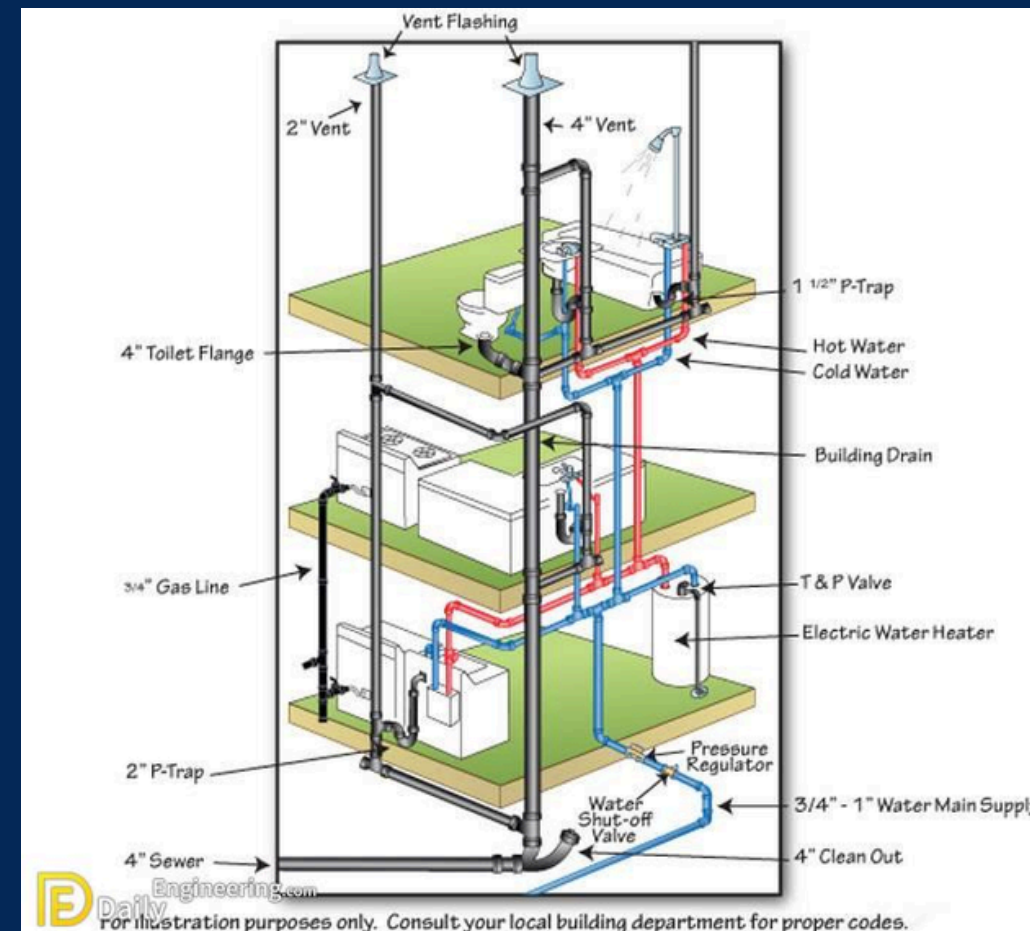 Vent Flashing
2" Vent
4" Vent
1 1/2" P-Trap
4" Toilet Flange
Hot Water
Cold Water
Building Drain
3/4" Gas Line
T & P Valve
Electric Water Heater
2" P-Trap
Pressure
Regulator
Water
Shut-off
Valve
3/4" - 1" Water Main Supply
4" Sewer
4" Clean Out
DE
Daily
Engineering.com
For illustration purposes only. Consult your local building department for proper codes.